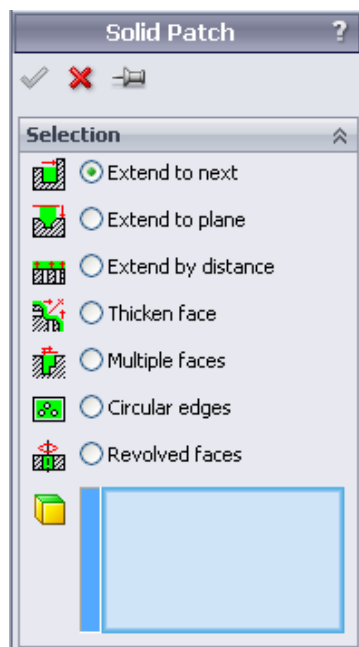 Solid Patch ?
Selection
Extend to next
Extend to plane
Extend by distance
Thicken face
Multiple faces
Circular edges
Revolved faces